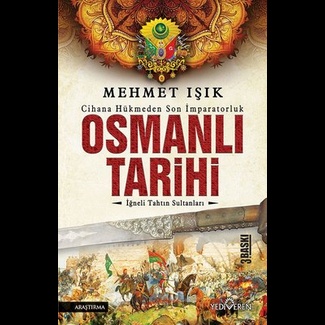 MEHMET IŞIK
Cihana Hükmeden Son İmparatorluk
OSMANLI
TARİHİ
İğneli Tahtın Sultanları
3.BASKI
ARAŞTIRMA
YEDİVEREN